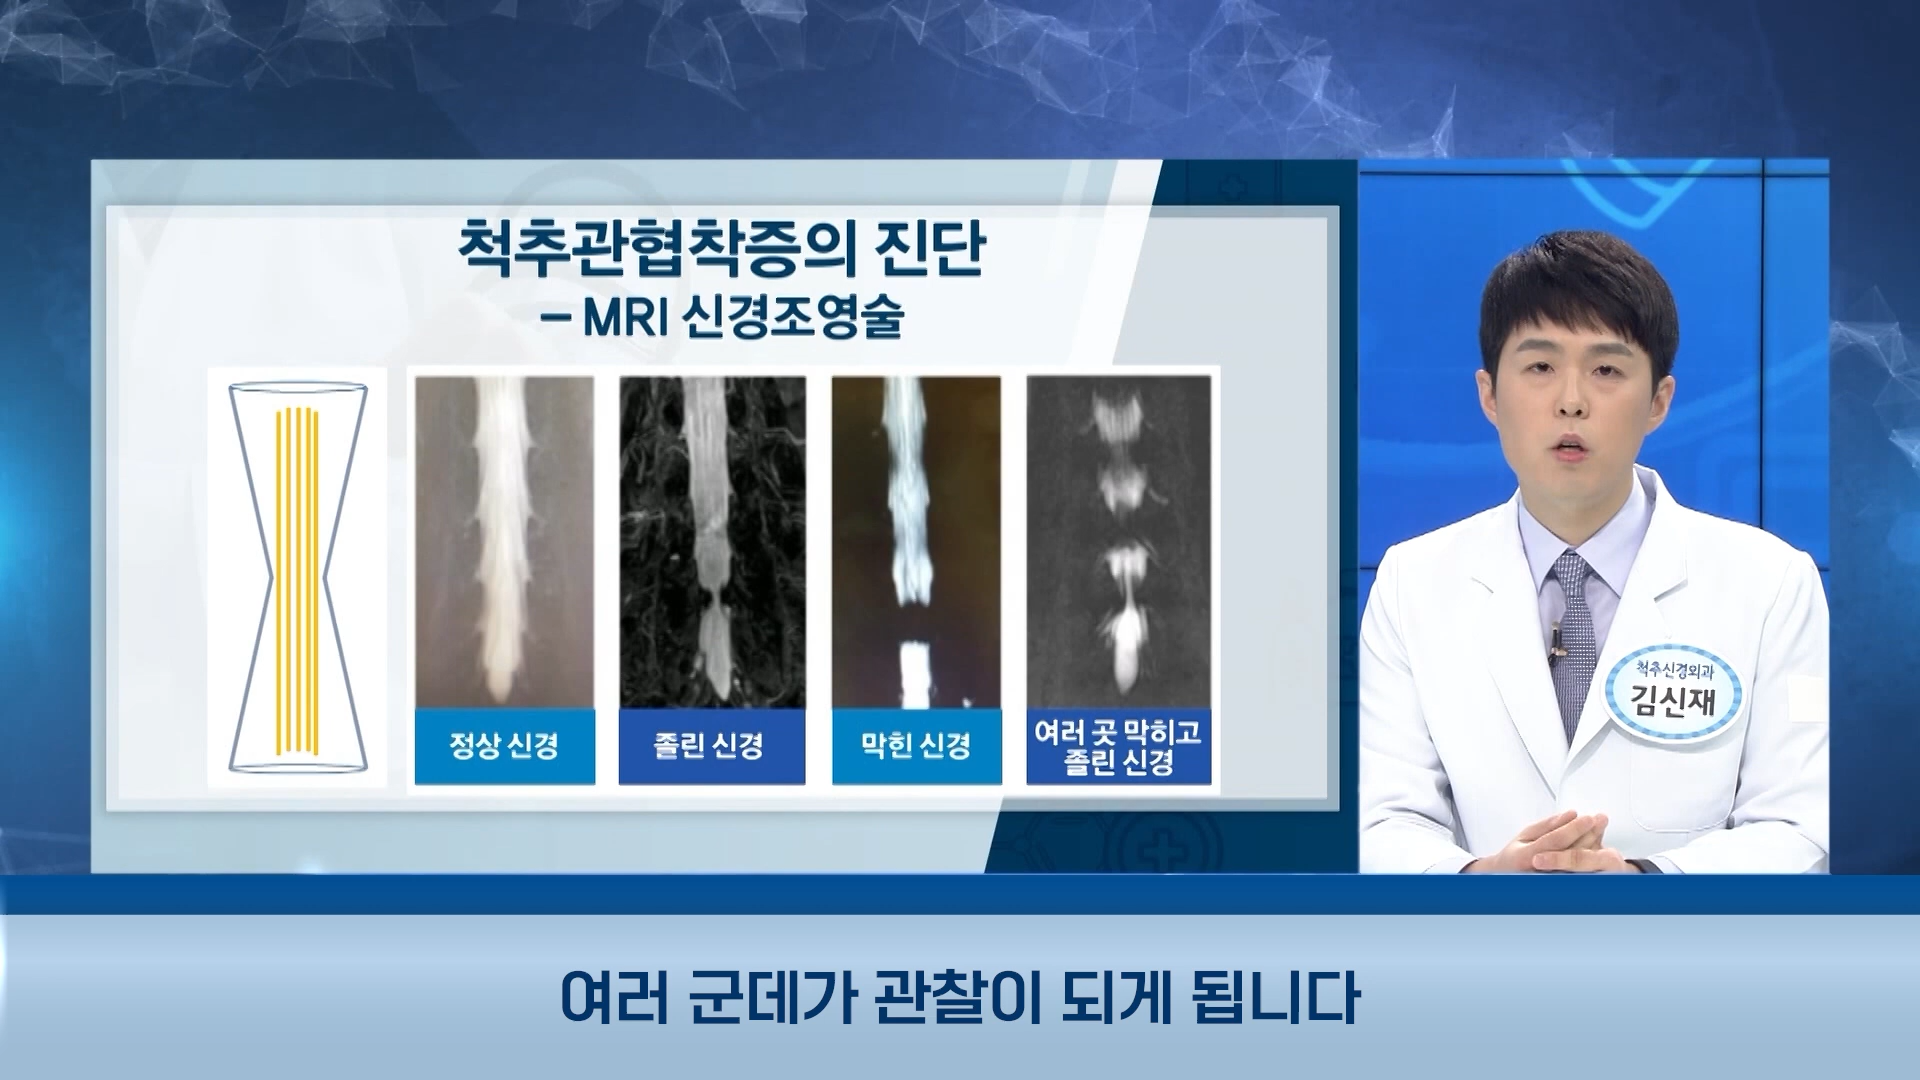 척추관협착증의 진단
– MRI 신경조영술
정상 신경
졸린 신경
막힌 신경
여러 곳 막히고
졸린 신경
척추신경외과
김신재
여러 군데가 관찰이 되게 됩니다